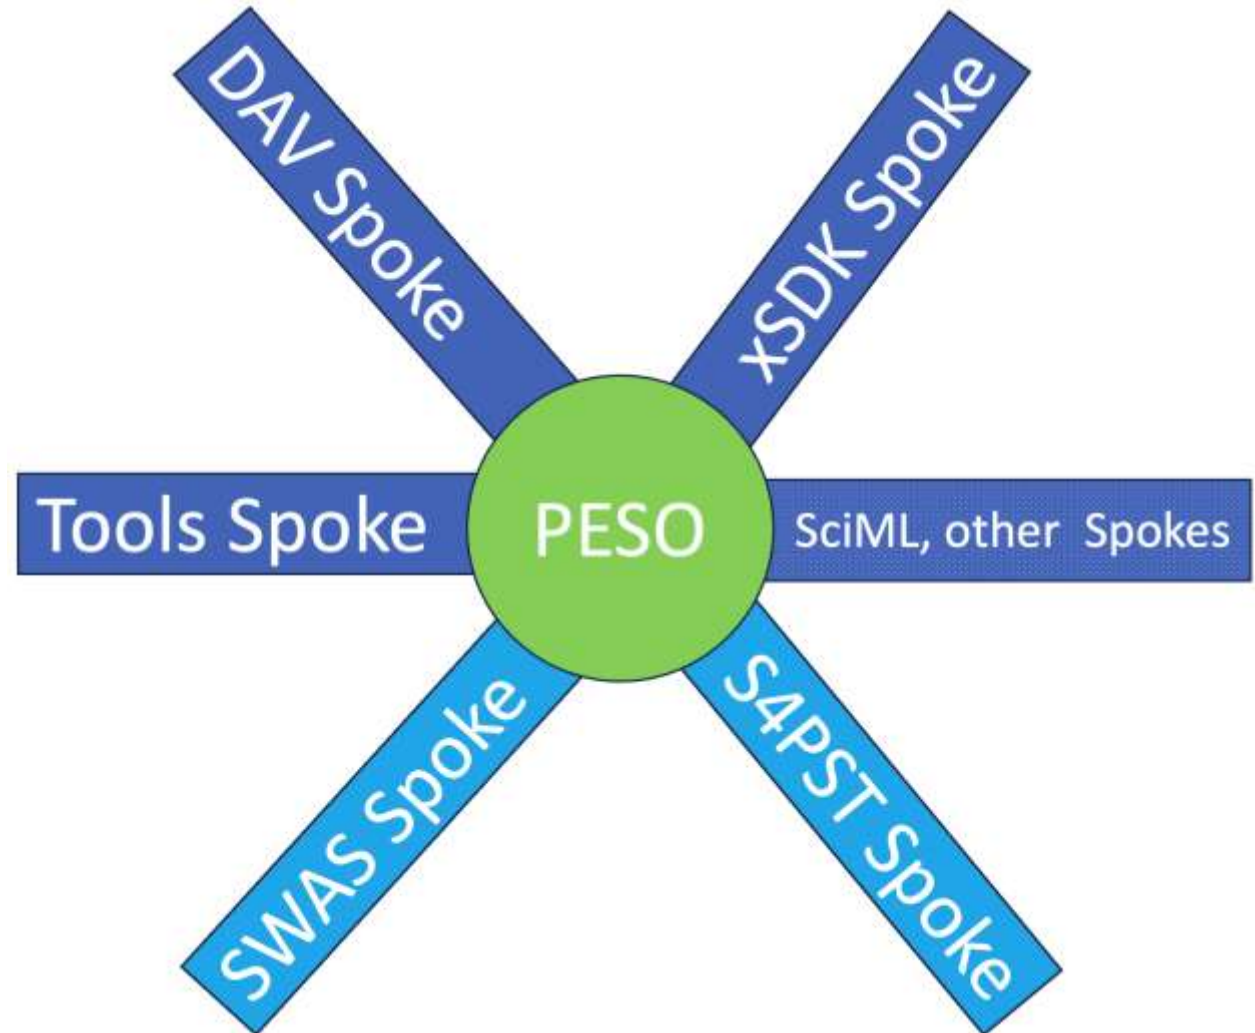 DAV Spoke
xSDK Spoke
Tools Spoke
PESO
SciML, other  Spokes
SWAS Spoke
S4PST Spoke